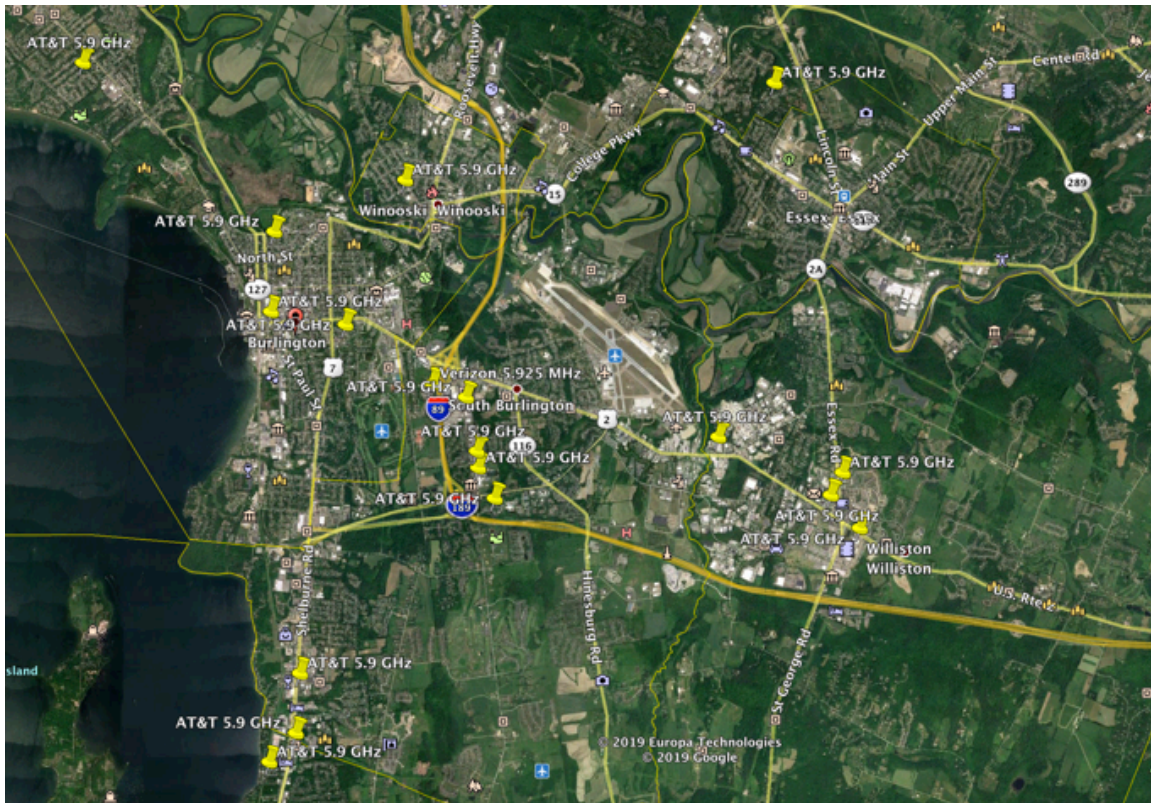 AT&T 5.9 GHz
AT&T 5.9 GHz
Roosevelt Hwy
Upper Main St
Center Rd
Lincoln St
Main St
College Pkwy
289
AT&T 5.9 GHz
15
Winooski Winooski
Essex Essex
AT&T 5.9 GHz
North St
2A
127
AT&T 5.9 GHz
AT&T 5.9 GHz
Burlington
St Paul St
7
Verizon 5.925 MHz
AT&T 5.9 GHz
89
South Burlington
2
AT&T 5.9 GHz
Essex Rd
AT&T 5.9 GHz
116
AT&T 5.9 GHz
AT&T 5.9 GHz
AT&T 5.9 GHz
189
AT&T 5.9 GHz
AT&T 5.9 GHz
Williston
Williston
Shelburne Rd
Hinesburg Rd
U.S. Rte 2
St George Rd
sland
AT&T 5.9 GHz
AT&T 5.9 GHz
AT&T 5.9 GHz
© 2019 Europa Technologies
© 2019 Google